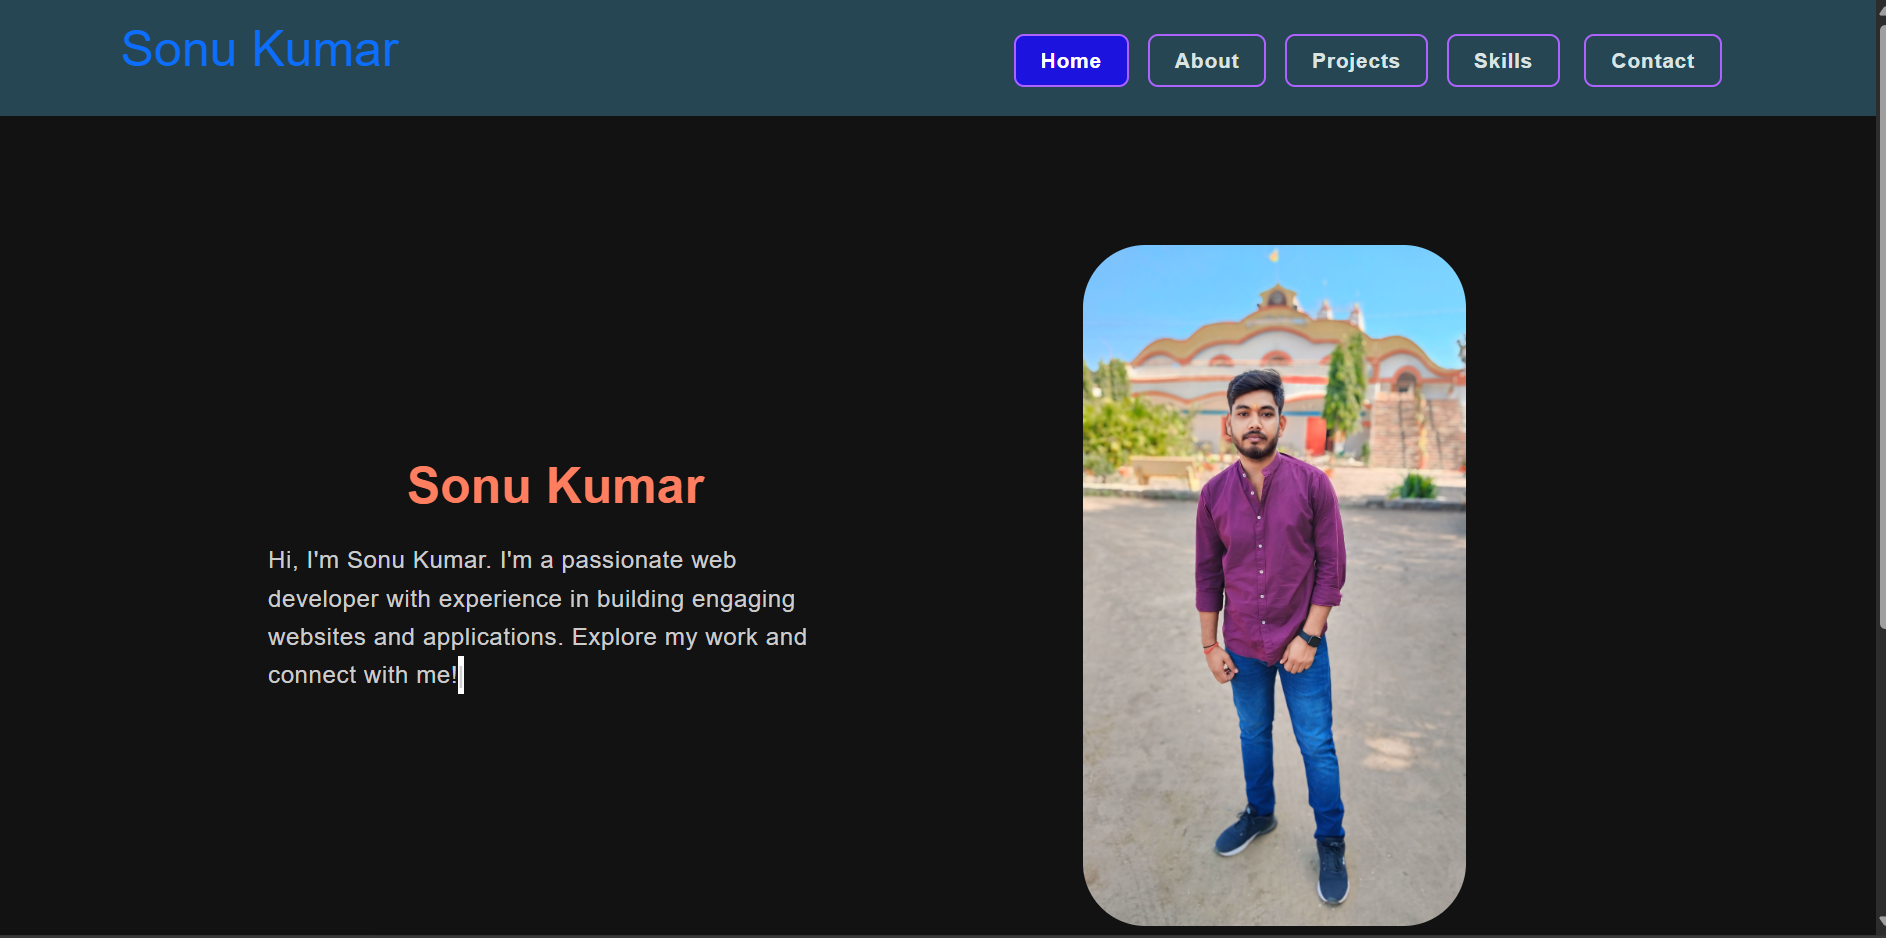 Sonu Kumar
Home About Projects Skills Contact
Sonu Kumar
Hi, I'm Sonu Kumar. I'm a passionate web
developer with experience in building engaging
websites and applications. Explore my work and
connect with me!